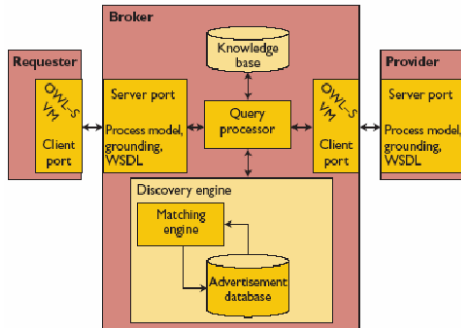 Broker
Requester
Provider
Knowledge
base
OWL-S
VM
Client
port
Server port
Process model,
grounding,
WSDL
Query
processor
OWL-S
VM
Client
port
Server port
Process model,
grounding,
WSDL
Discovery engine
Matching
engine
Advertisement
database